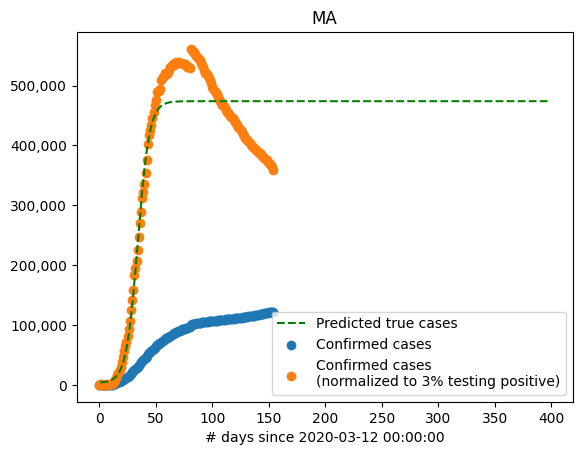 MA
500,000
400,000
300,000
200,000
100,000
0
Predicted true cases
Confirmed cases
Confirmed cases
(normalized to 3% testing positive)
0 50 100 150 200 250 300 350 400
# days since 2020-03-12 00:00:00